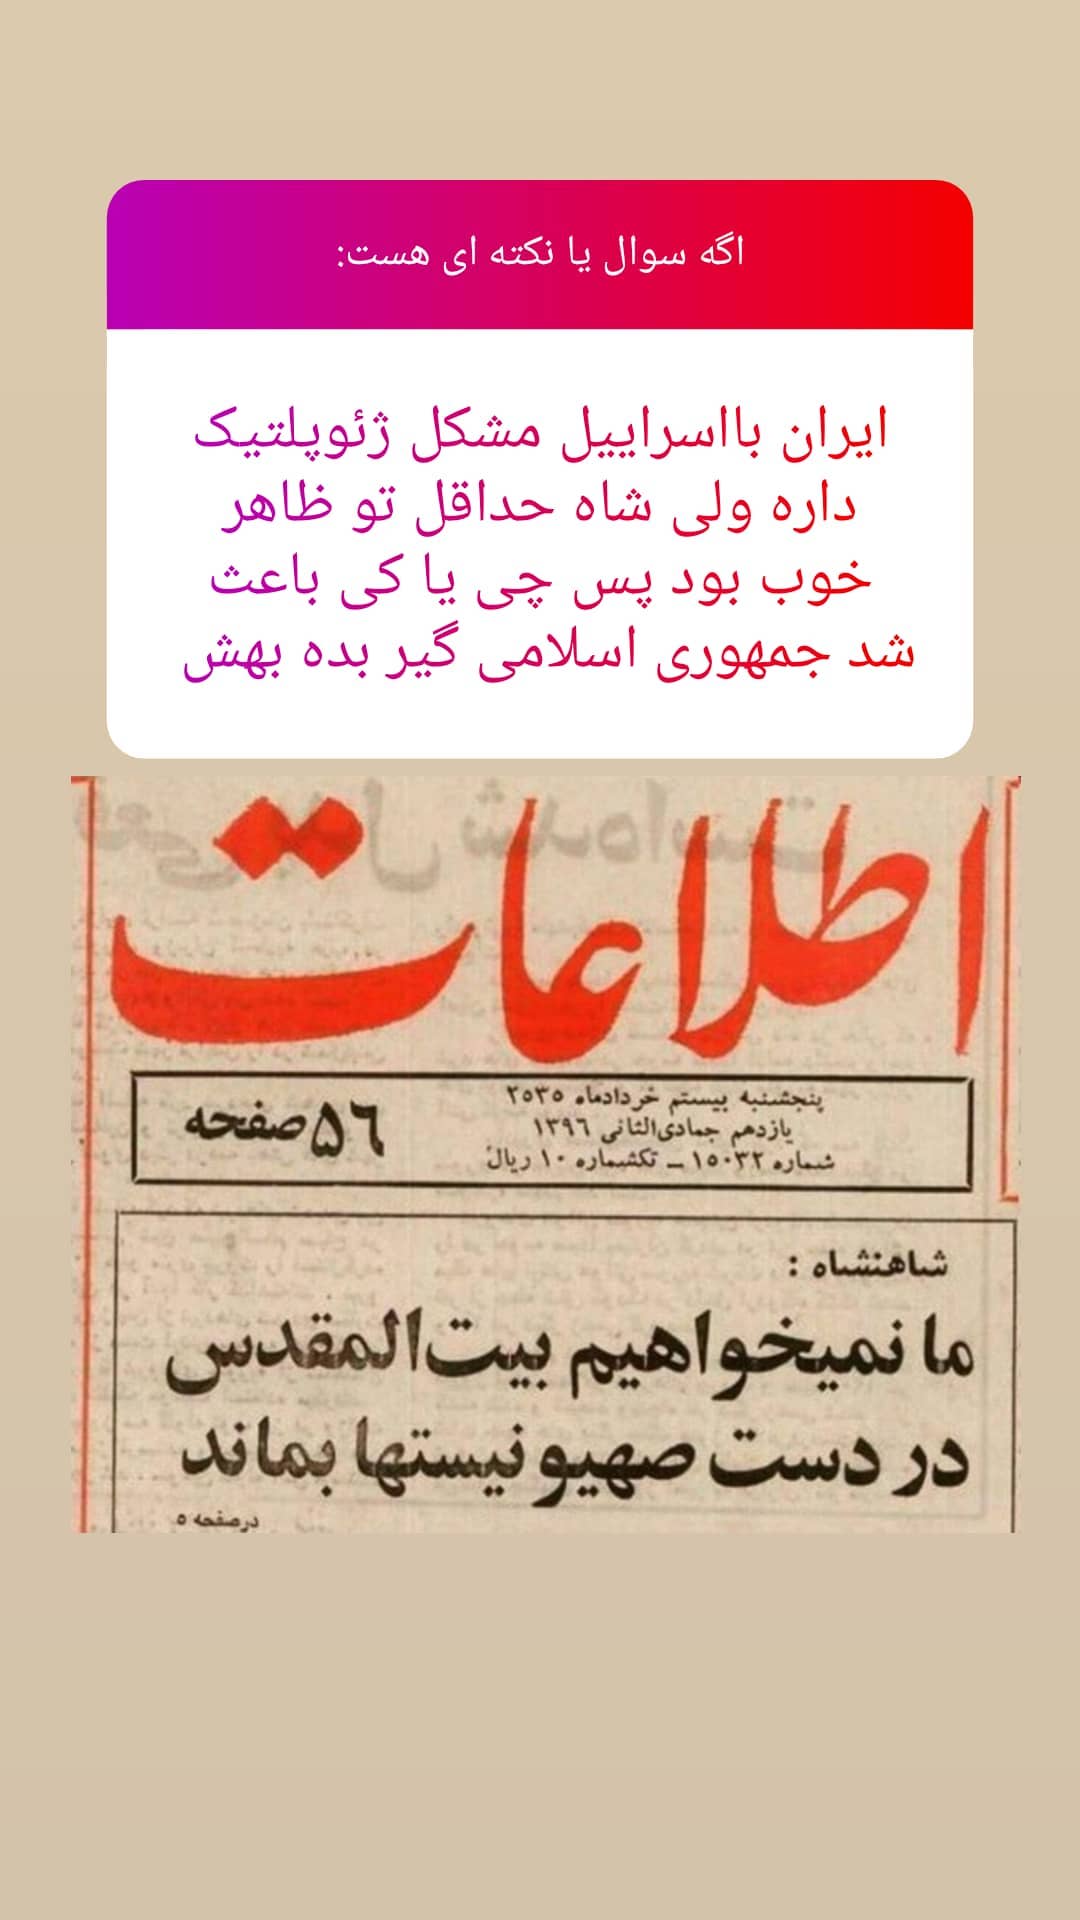 اگه سوال یا نکته ای هست:
ایران بااسراییل مشکل ژئوپلتیک
داره ولی شاه حداقل تو ظاهر
خوب بود پس چی یا کی باعث
شد جمهوری اسلامی گیر بده بهش
اطلاعات
پنجشنبه بیستم خردادماه ۲۵۳۵
یازدهم جمادی‌الثانی ۱۳۹۶
شماره ۱۵۰۳۲ ــ تکشماره ۱۰ ریال
۵۶ صفحه
شاهنشاه :
ما نمیخواهیم بیت‌المقدس
در دست صهیونیستها بماند
درصفحه ۵